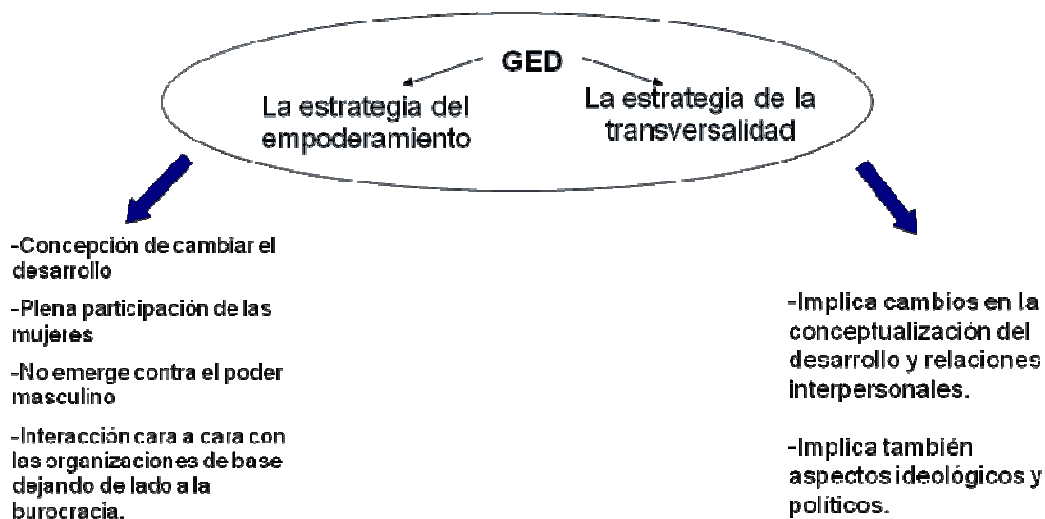 GED
La estrategia del
empoderamiento
La estrategia de la
transversalidad
-Concepción de cambiar el
desarrollo
-Plena participación de las
mujeres
-No emerge contra el poder
masculino
-Interacción cara a cara con
las organizaciones de base
dejando de lado a la
burocracia.
-Implica cambios en la
conceptualización del
desarrollo y relaciones
interpersonales.
-Implica también
aspectos ideológicos y
políticos.